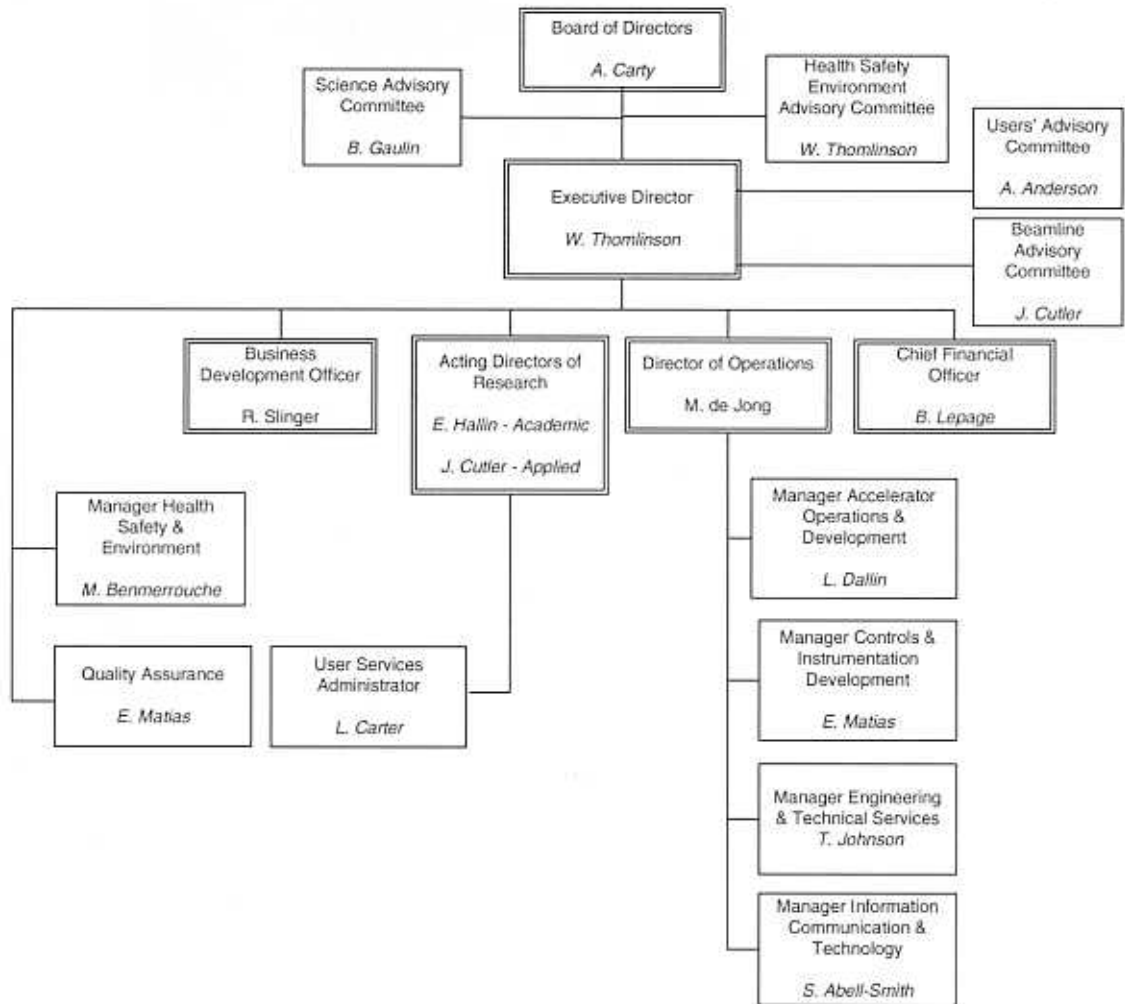 Board of Directors
A. Carty
Science Advisory
Committee
B. Gaulin
Health Safety
Environment
Advisory Committee
W. Thomlinson
Users' Advisory
Committee
A. Anderson
Executive Director
W. Thomlinson
Beamline
Advisory
Committee
J. Cutler
Business
Development Officer
R. Slinger
Acting Directors of
Research
E. Hallin - Academic
J. Cutler - Applied
Director of Operations
M. de Jong
Chief Financial
Officer
B. Lepage
Manager Health
Safety &
Environment
M. Benmerrouche
Manager Accelerator
Operations &
Development
L. Dallin
Quality Assurance
E. Matias
User Services
Administrator
L. Carter
Manager Controls &
Instrumentation
Development
E. Matias
Manager Engineering
& Technical Services
T. Johnson
Manager Information
Communication &
Technology
S. Abell-Smith